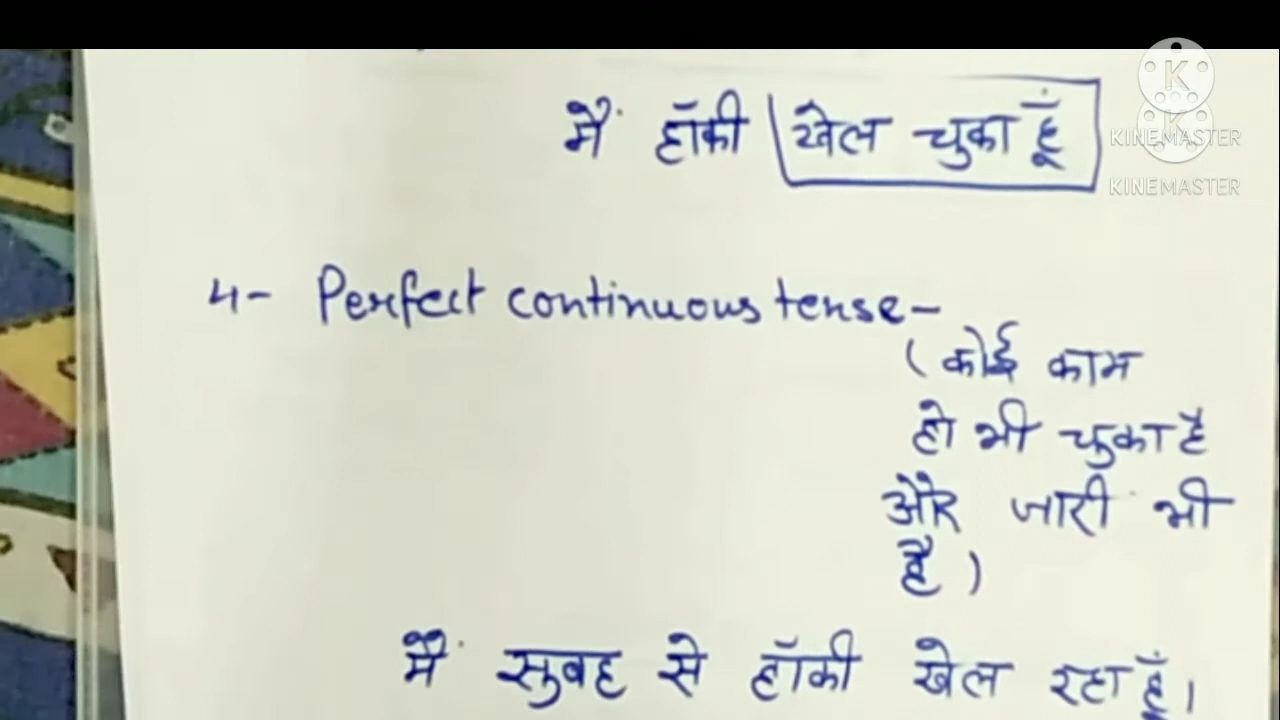 मैं हॉकी खेल चुका हूँ
4- Perfect continuous tense-
(कोई काम
हो भी चुका है
और जारी भी
है)
मैं सुबह से हॉकी खेल रहा हूँ।
KINEMASTER
KINEMASTER